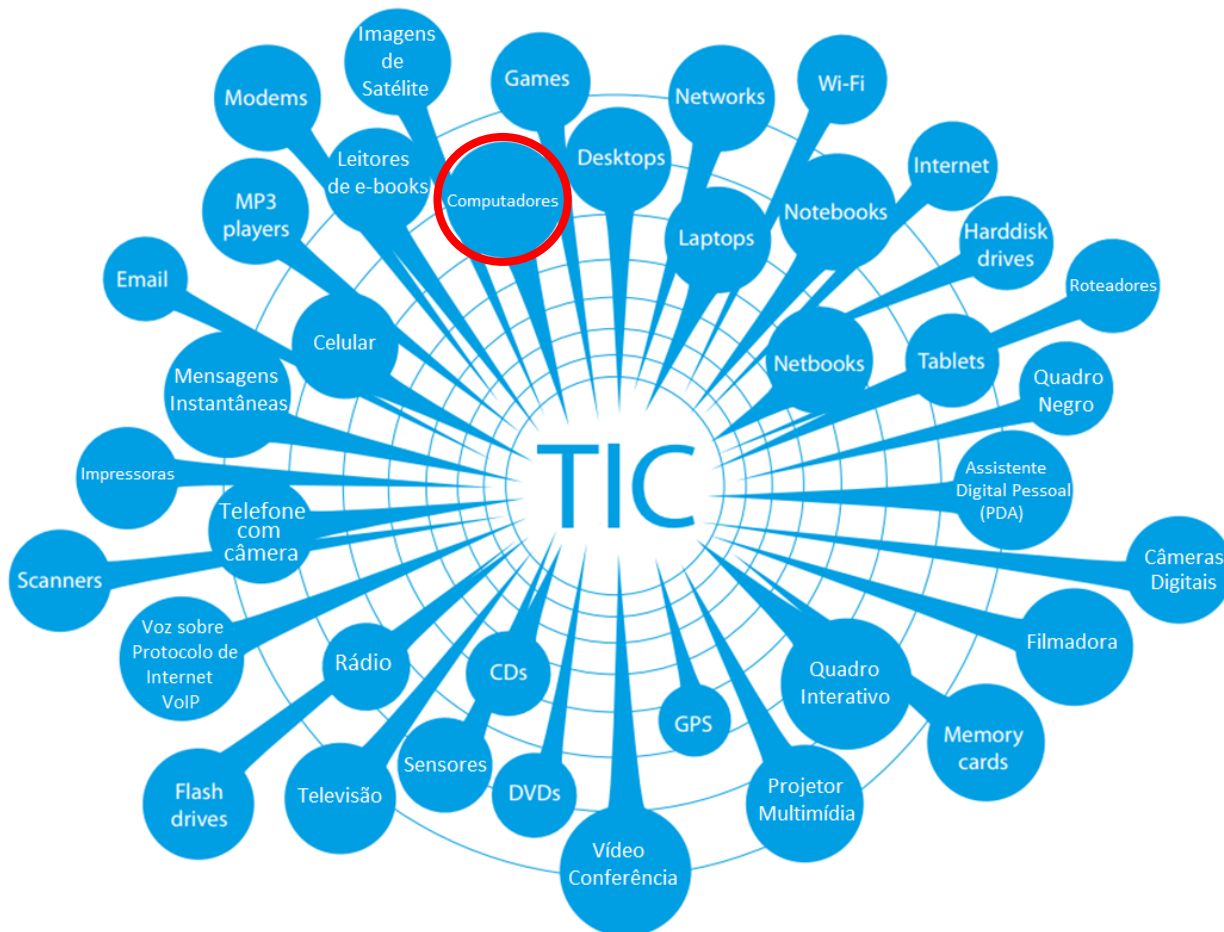 Imagens
de
Satélite
Games
Networks
Wi-Fi
Modems
Desktops
Leitores
de e-books
Internet
Computadores
Notebooks
MP3
players
Laptops
Harddisk
drives
Email
Roteadores
Celular
Netbooks
Tablets
Mensagens
Instantâneas
Quadro
Negro
TIC
Impressoras
Assistente
Digital Pessoal
(PDA)
Telefone
com
câmera
Scanners
Câmeras
Digitais
Voz sobre
Protocolo de
Internet
VoIP
Rádio
CDs
Filmadora
Quadro
Interativo
GPS
Memory
cards
Sensores
Flash
drives
Televisão
DVDs
Projetor
Multimídia
Vídeo
Conferência